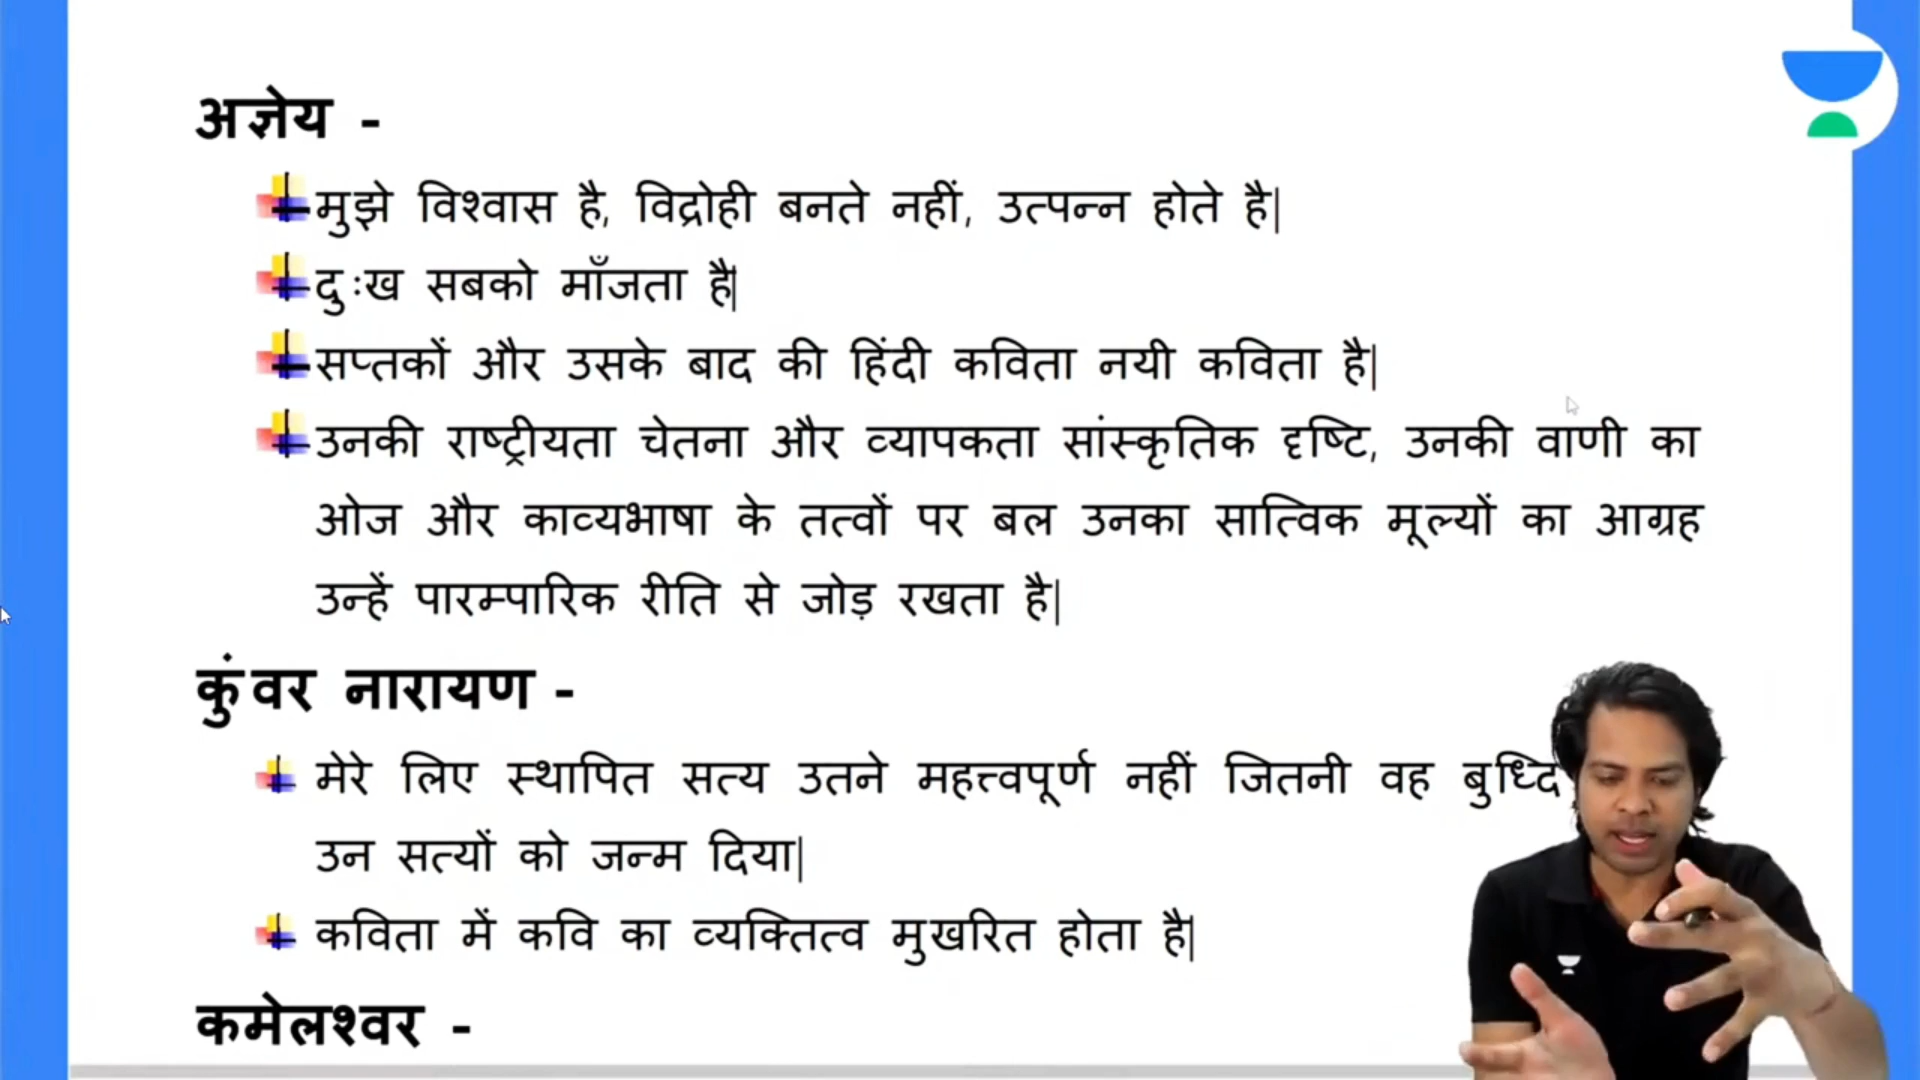 अज्ञेय -
मुझे विश्वास है, विद्रोही बनते नहीं, उत्पन्न होते है|
दुःख सबको माँजता है|
सप्तकों और उसके बाद की हिंदी कविता नयी कविता है|
उनकी राष्ट्रीयता चेतना और व्यापकता सांस्कृतिक दृष्टि, उनकी वाणी का
ओज और काव्यभाषा के तत्वों पर बल उनका सात्विक मूल्यों का आग्रह
उन्हें पारम्पारिक रीति से जोड़ रखता है|
कुंवर नारायण -
मेरे लिए स्थापित सत्य उतने महत्त्वपूर्ण नहीं जितनी वह बुध्दि
उन सत्यों को जन्म दिया|
कविता में कवि का व्यक्तित्व मुखरित होता है|
कमेलश्वर -